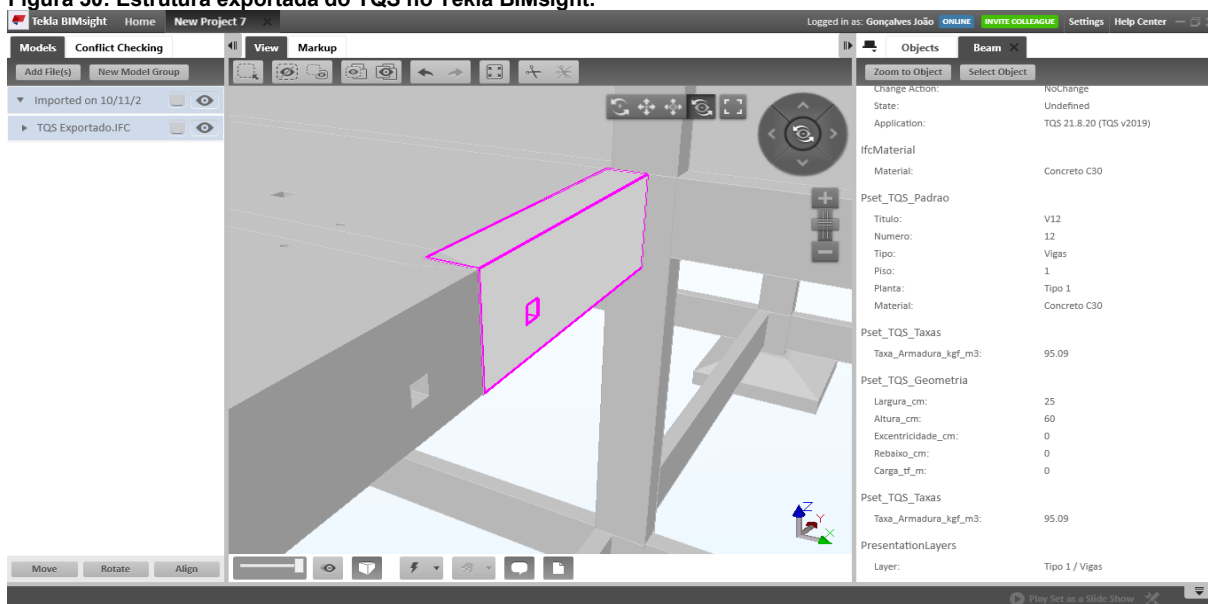 Figura 30: Estrutura exportada do TQS no Tekla BIMsight.
Tekla BIMsight Home New Project 7 ×
Logged in as: Gonçalves João ONLINE INVITE COLLEAGUE Settings Help Center
Models Conflict Checking
View Markup
Objects Beam ×
Add File(s) New Model Group
Zoom to Object Select Object
Imported on 10/11/2
TQS Exportado.IFC
Change Action: NoChange
State: Undefined
Application: TQS 21.8.20 (TQS v2019)
IfcMaterial
Material: Concreto C30
Pset_TQS_Padrao
Titulo: V12
Numero: 12
Tipo: Vigas
Piso: 1
Planta: Tipo 1
Material: Concreto C30
Pset_TQS_Taxas
Taxa_Armadura_kgf_m3: 95.09
Pset_TQS_Geometria
Largura_cm: 25
Altura_cm: 60
Excentricidade_cm: 0
Rebaixo_cm: 0
Carga_tf_m: 0
Pset_TQS_Taxas
Taxa_Armadura_kgf_m3: 95.09
PresentationLayers
Layer: Tipo 1 / Vigas
Z
Y
X
Move Rotate Align
Play Set as a Slide Show